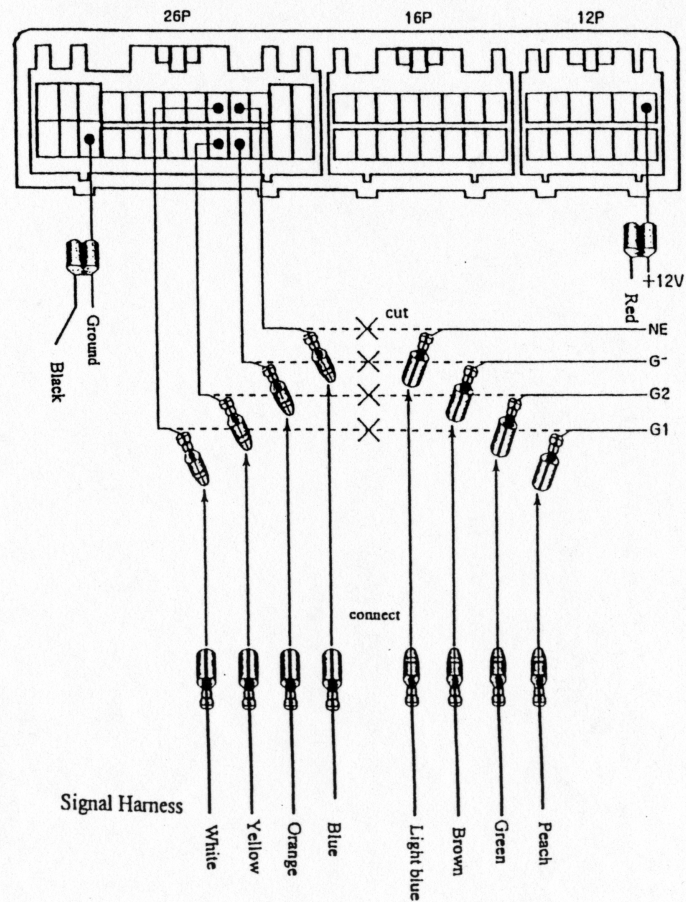 26P
16P
12P
+12V
Red
Ground
Black
cut
NE
G-
G2
G1
connect
Signal Harness
White
Yellow
Orange
Blue
Light blue
Brown
Green
Peach